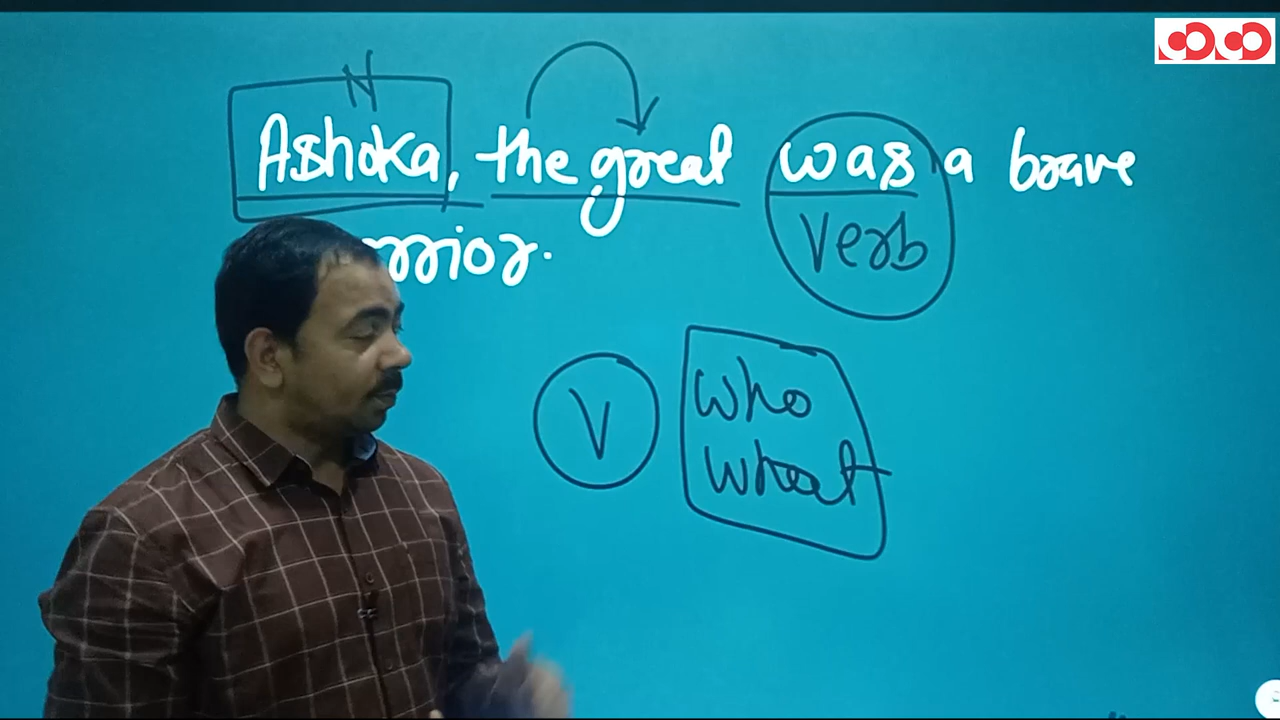 N
Ashoka, the great was a brave
rrior.
Verb
V
who
what